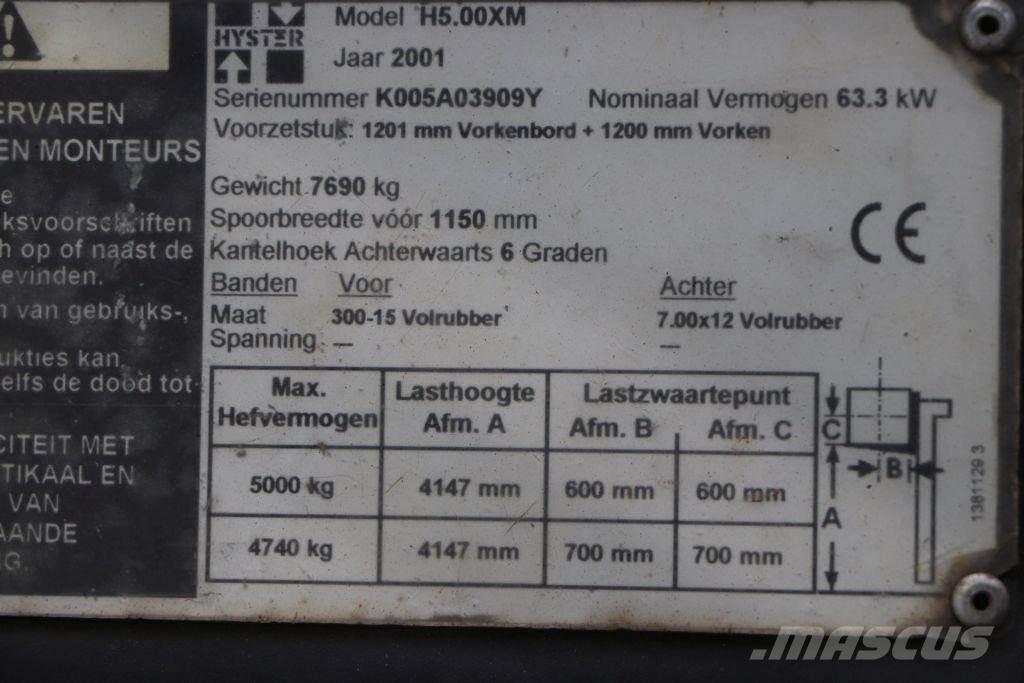 HYSTER
Model H5.00XM
Jaar 2001
Serienummer K005A03909Y Nominaal Vermogen 63.3 kW
Voorzetstuk: 1201 mm Vorkenbord + 1200 mm Vorken
Gewicht 7690 kg
Spoorbreedte vóór 1150 mm
Kantelhoek Achterwaarts 6 Graden
CE
Banden Voor Achter
Maat 300-15 Volrubber 7.00x12 Volrubber
Spanning: — —
Max. Hefvermogen Lasthoogte Afm. A Lastzwaartepunt
Afm. B Afm. C
5000 kg 4147 mm 600 mm 600 mm
4740 kg 4147 mm 700 mm 700 mm
C
B
A
1381129 3
ERVAREN
EN MONTEURS
e
ksvoorschriften
h op of naast de
evinden.
n van gebruiks-,
ukties kan
elfs de dood tot-
CITEIT MET
TIKAAL EN
VAN
AANDE
G.
MASCUS